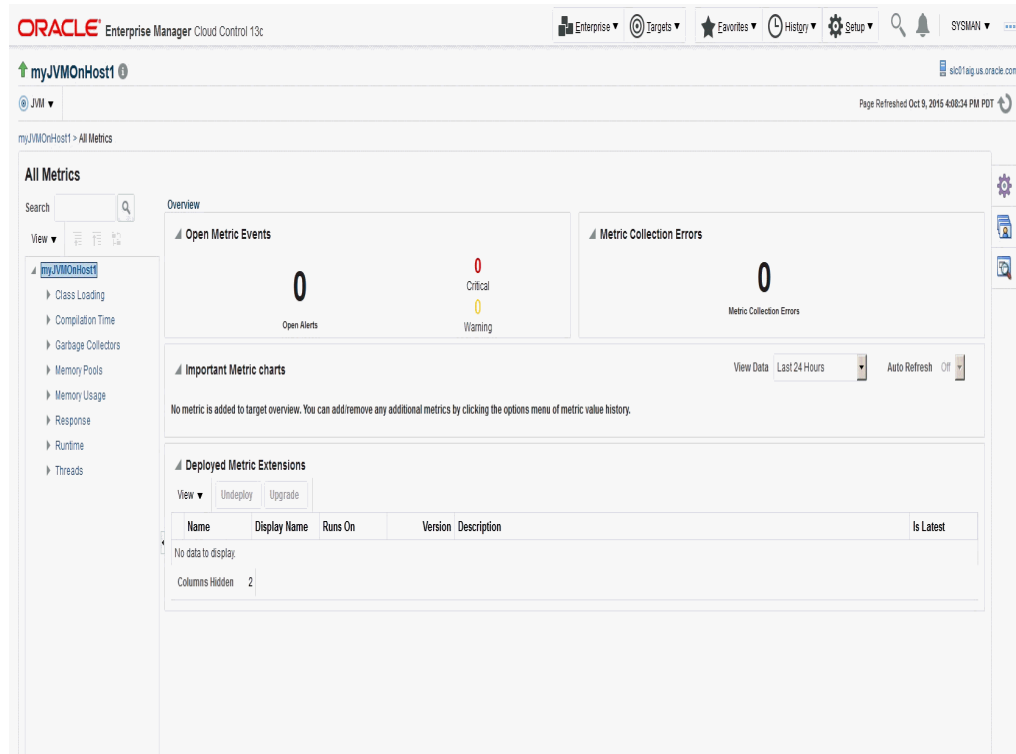 ORACLE Enterprise Manager Cloud Control 13c
Enterprise ▼ Targets ▼ Favorites ▼ History ▼ Setup ▼ SYSMAN ▼
myJVMOnHost1
slc01aig.us.oracle.com
JVM ▼
Page Refreshed Oct 9, 2015 4:08:34 PM PDT
myJVMOnHost1 > All Metrics
All Metrics
Search
View ▼
myJVMOnHost1
Class Loading
Compilation Time
Garbage Collectors
Memory Pools
Memory Usage
Response
Runtime
Threads
Overview
Open Metric Events
0
Open Alerts
0
Critical
0
Warning
Metric Collection Errors
0
Metric Collection Errors
Important Metric charts
View Data Last 24 Hours Auto Refresh Off
No metric is added to target overview. You can add/remove any additional metrics by clicking the options menu of metric value history.
Deployed Metric Extensions
View ▼ Undeploy Upgrade
Name Display Name Runs On Version Description Is Latest
No data to display.
Columns Hidden 2